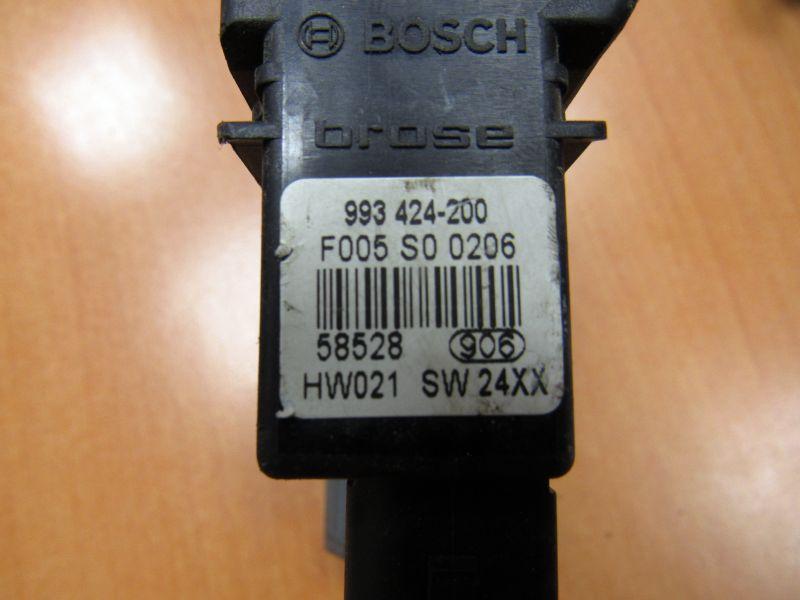 BOSCH
brose
993 424-200
F005 S0 0206
58528 906
HW021 SW 24XX